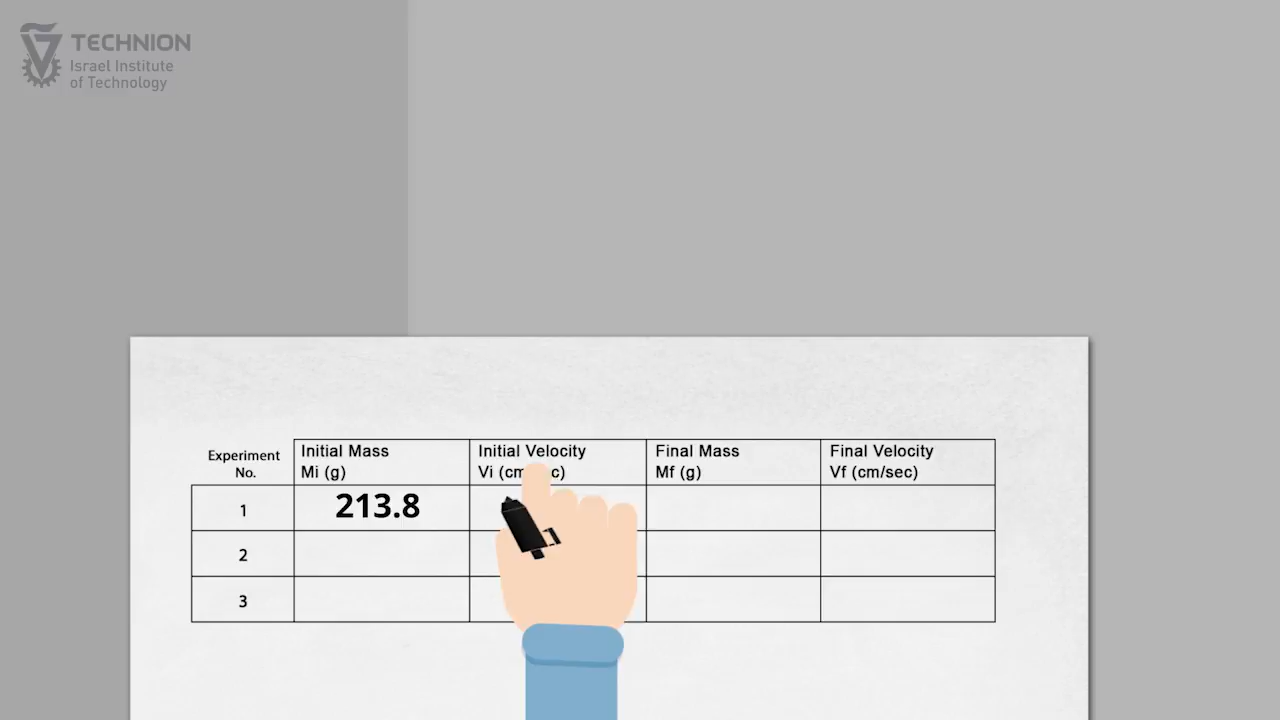 TECHNION
Israel Institute
of Technology
Experiment
No.
Initial Mass
Mi (g)
Initial Velocity
Final Mass
Mf (g)
Final Velocity
Vf (cm/sec)
1
213.8
2
3